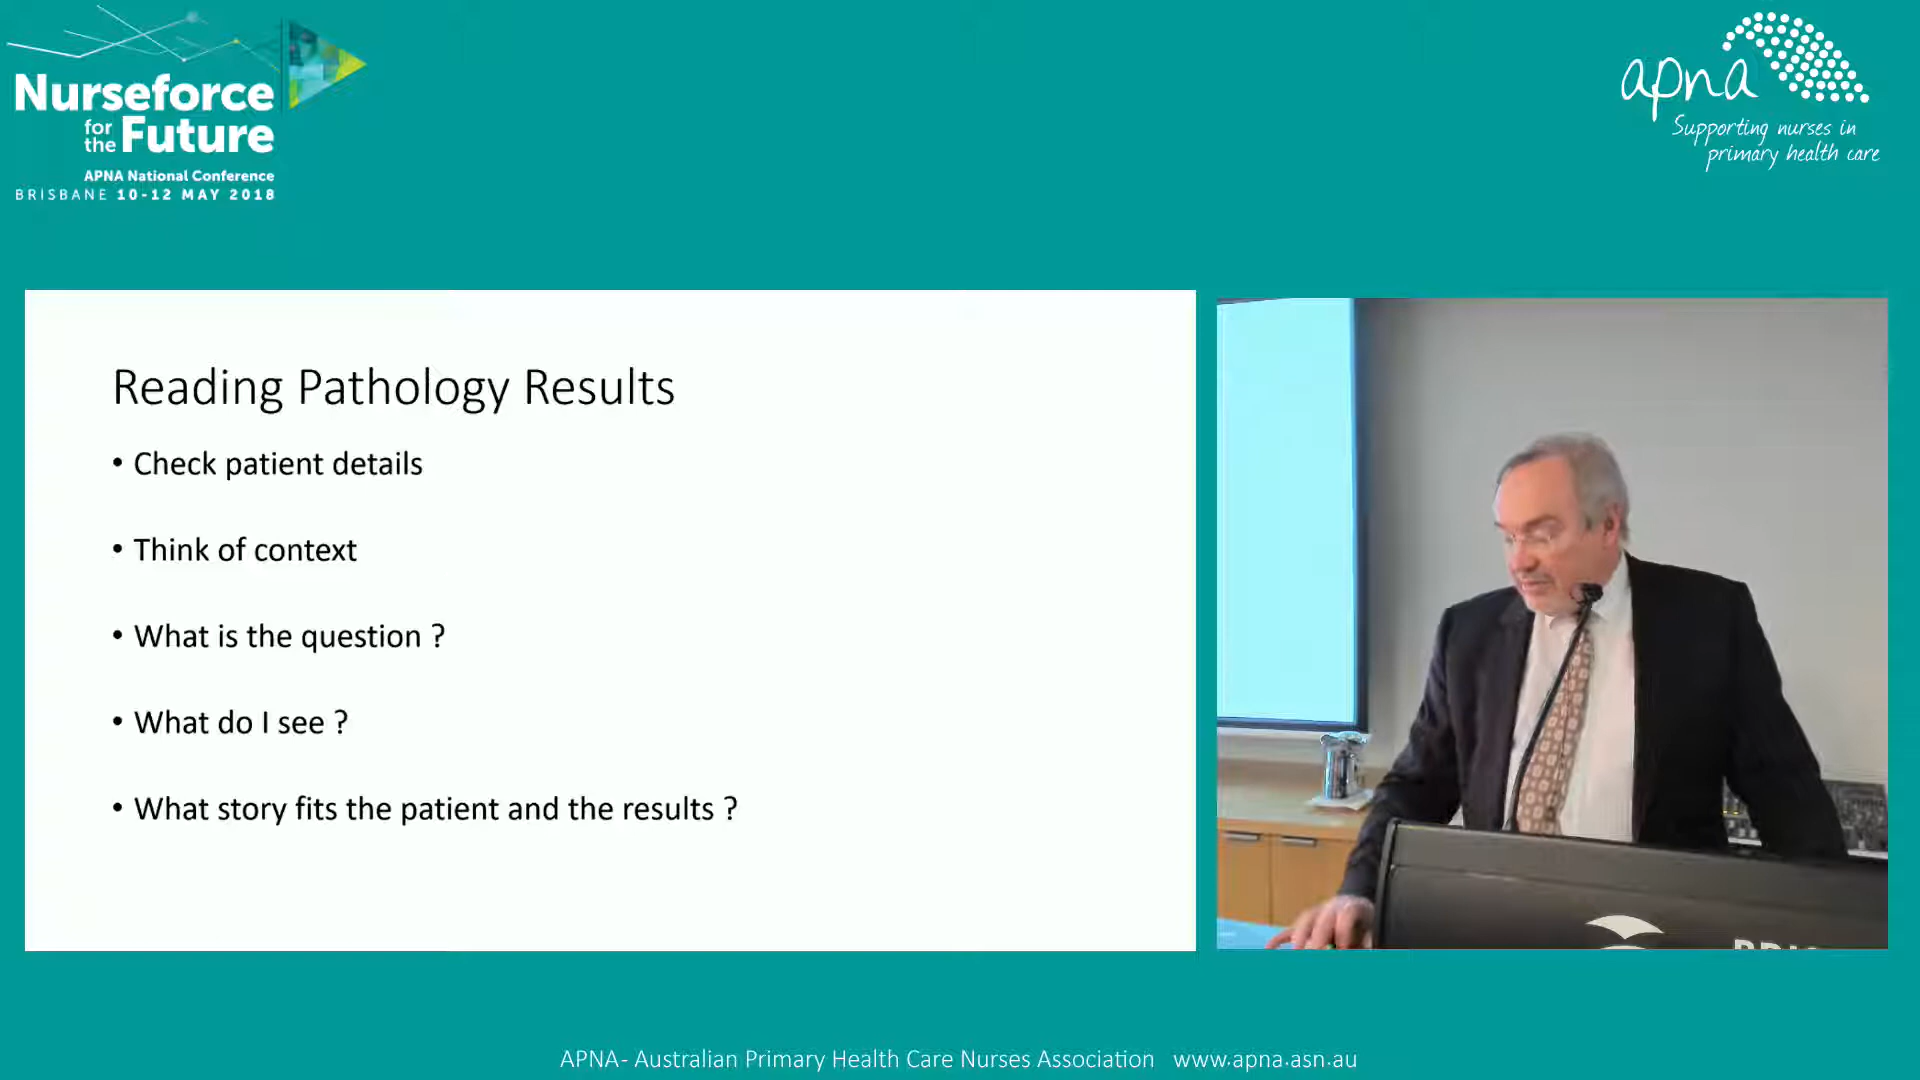 Nurseforce
for the Future
APNA National Conference
BRISBANE 10-12 MAY 2018
apna
Supporting nurses in
primary health care
Reading Pathology Results
• Check patient details
• Think of context
• What is the question ?
• What do I see ?
• What story fits the patient and the results ?
APNA- Australian Primary Health Care Nurses Association www.apna.asn.au